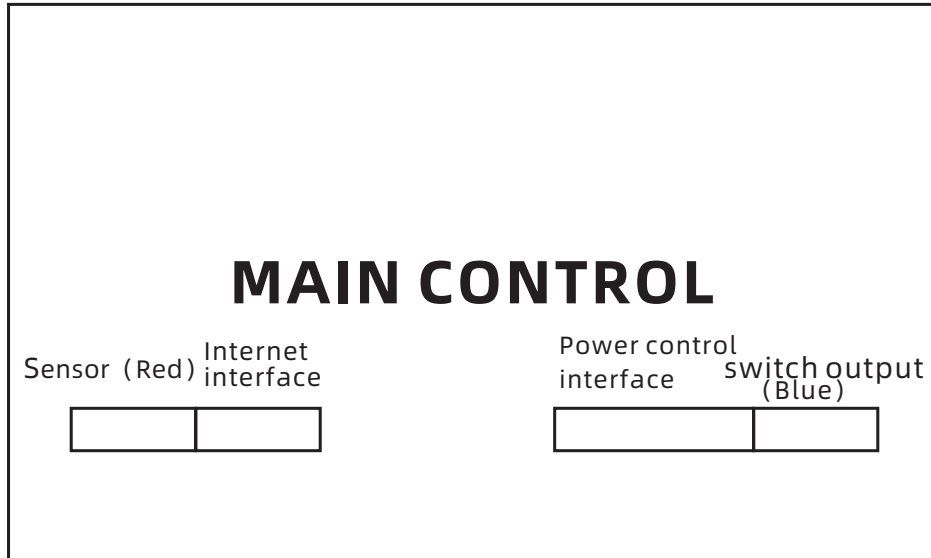 MAIN CONTROL
Sensor (Red)
Internet
interface
Power control
interface
switch output
(Blue)